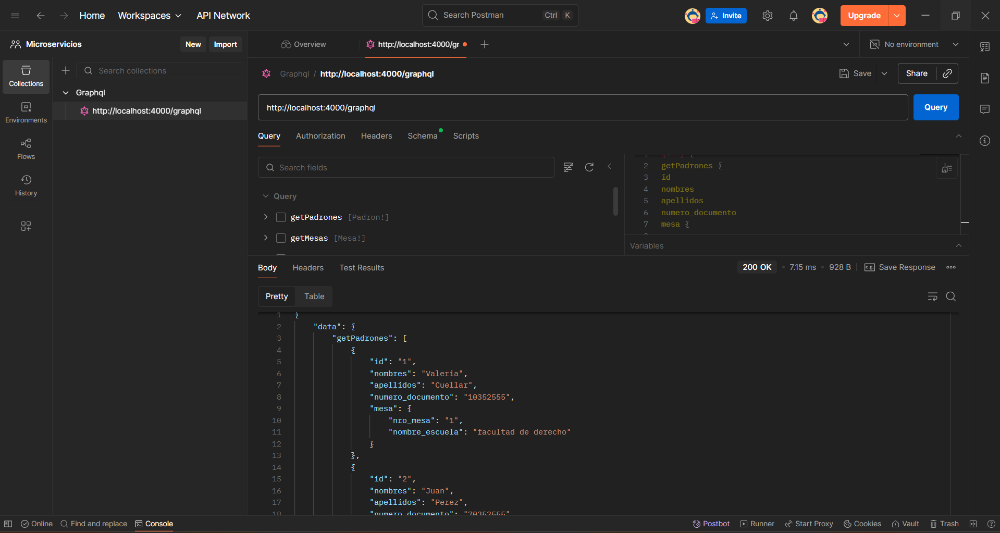 Home Workspaces API Network Search Postman Ctrl K Invite Upgrade
Microservicios New Import Overview http://localhost:4000/gr No environment
Collections
Search collections
Graphql
http://localhost:4000/graphql
Environments
Flows
History
Graphql / http://localhost:4000/graphql Save Share
http://localhost:4000/graphql Query
Query Authorization Headers Schema Scripts
Search fields
Query
getPadrones [Padron!]
getMesas [Mesa!]
2 getPadrones {
3 id
4 nombres
5 apellidos
6 numero_documento
7 mesa {
Variables
Body Headers Test Results 200 OK • 7.15 ms • 928 B e.g. Save Response
Pretty Table
1 {
2 "data": {
3 "getPadrones": [
4 {
5 "id": "1",
6 "nombres": "Valeria",
7 "apellidos": "Cuellar",
8 "numero_documento": "10352555",
9 "mesa": {
10 "nro_mesa": "1",
11 "nombre_escuela": "facultad de derecho"
12 }
13 },
14 {
15 "id": "2",
16 "nombres": "Juan",
17 "apellidos": "Perez",
18 "numero_documento": "70352555"
Online Find and replace Console Postbot Runner Start Proxy Cookies Vault Trash